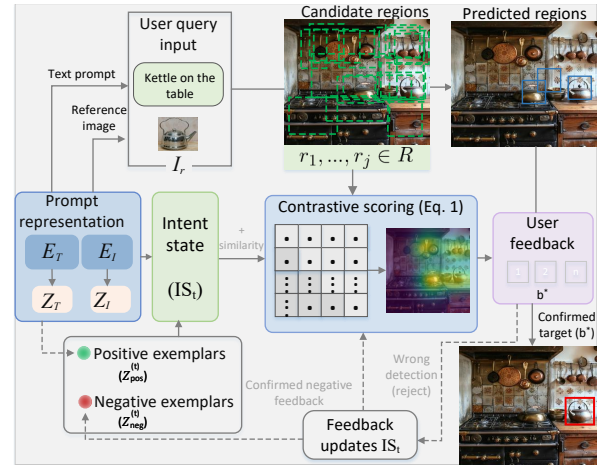 User query
input
Candidate regions
Predicted regions
Text prompt
Kettle on the
table
Reference
image
I_r
r_1, ..., r_j ∈ R
Prompt
representation
E_T E_I
Z_T Z_I
Intent
state
(IS_t)
+
similarity
Contrastive scoring (Eq. 1)
User
feedback
1 2 n
b*
Confirmed
target (b*)
Positive exemplars
(Z_pos^(t))
Negative exemplars
(Z_neg^(t))
Confirmed negative
feedback
Wrong
detection
(reject)
Feedback
updates IS_t